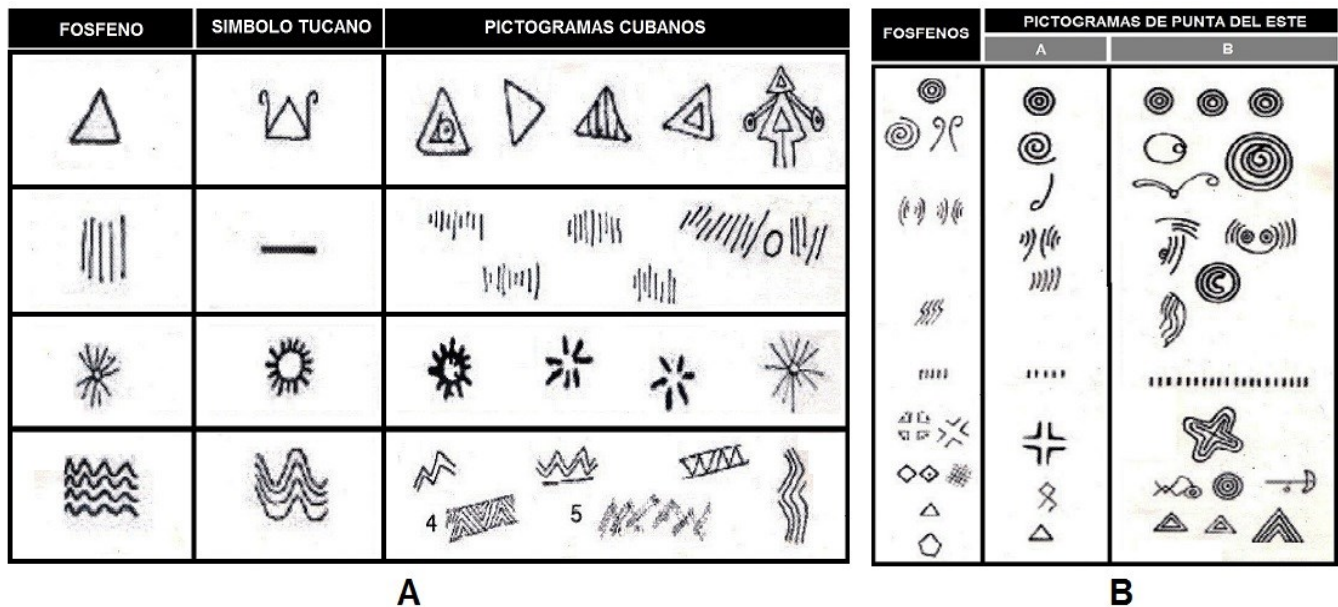 FOSFENO
SIMBOLO TUCANO
PICTOGRAMAS CUBANOS
4
5
A
FOSFENOS
PICTOGRAMAS DE PUNTA DEL ESTE
A
B
B